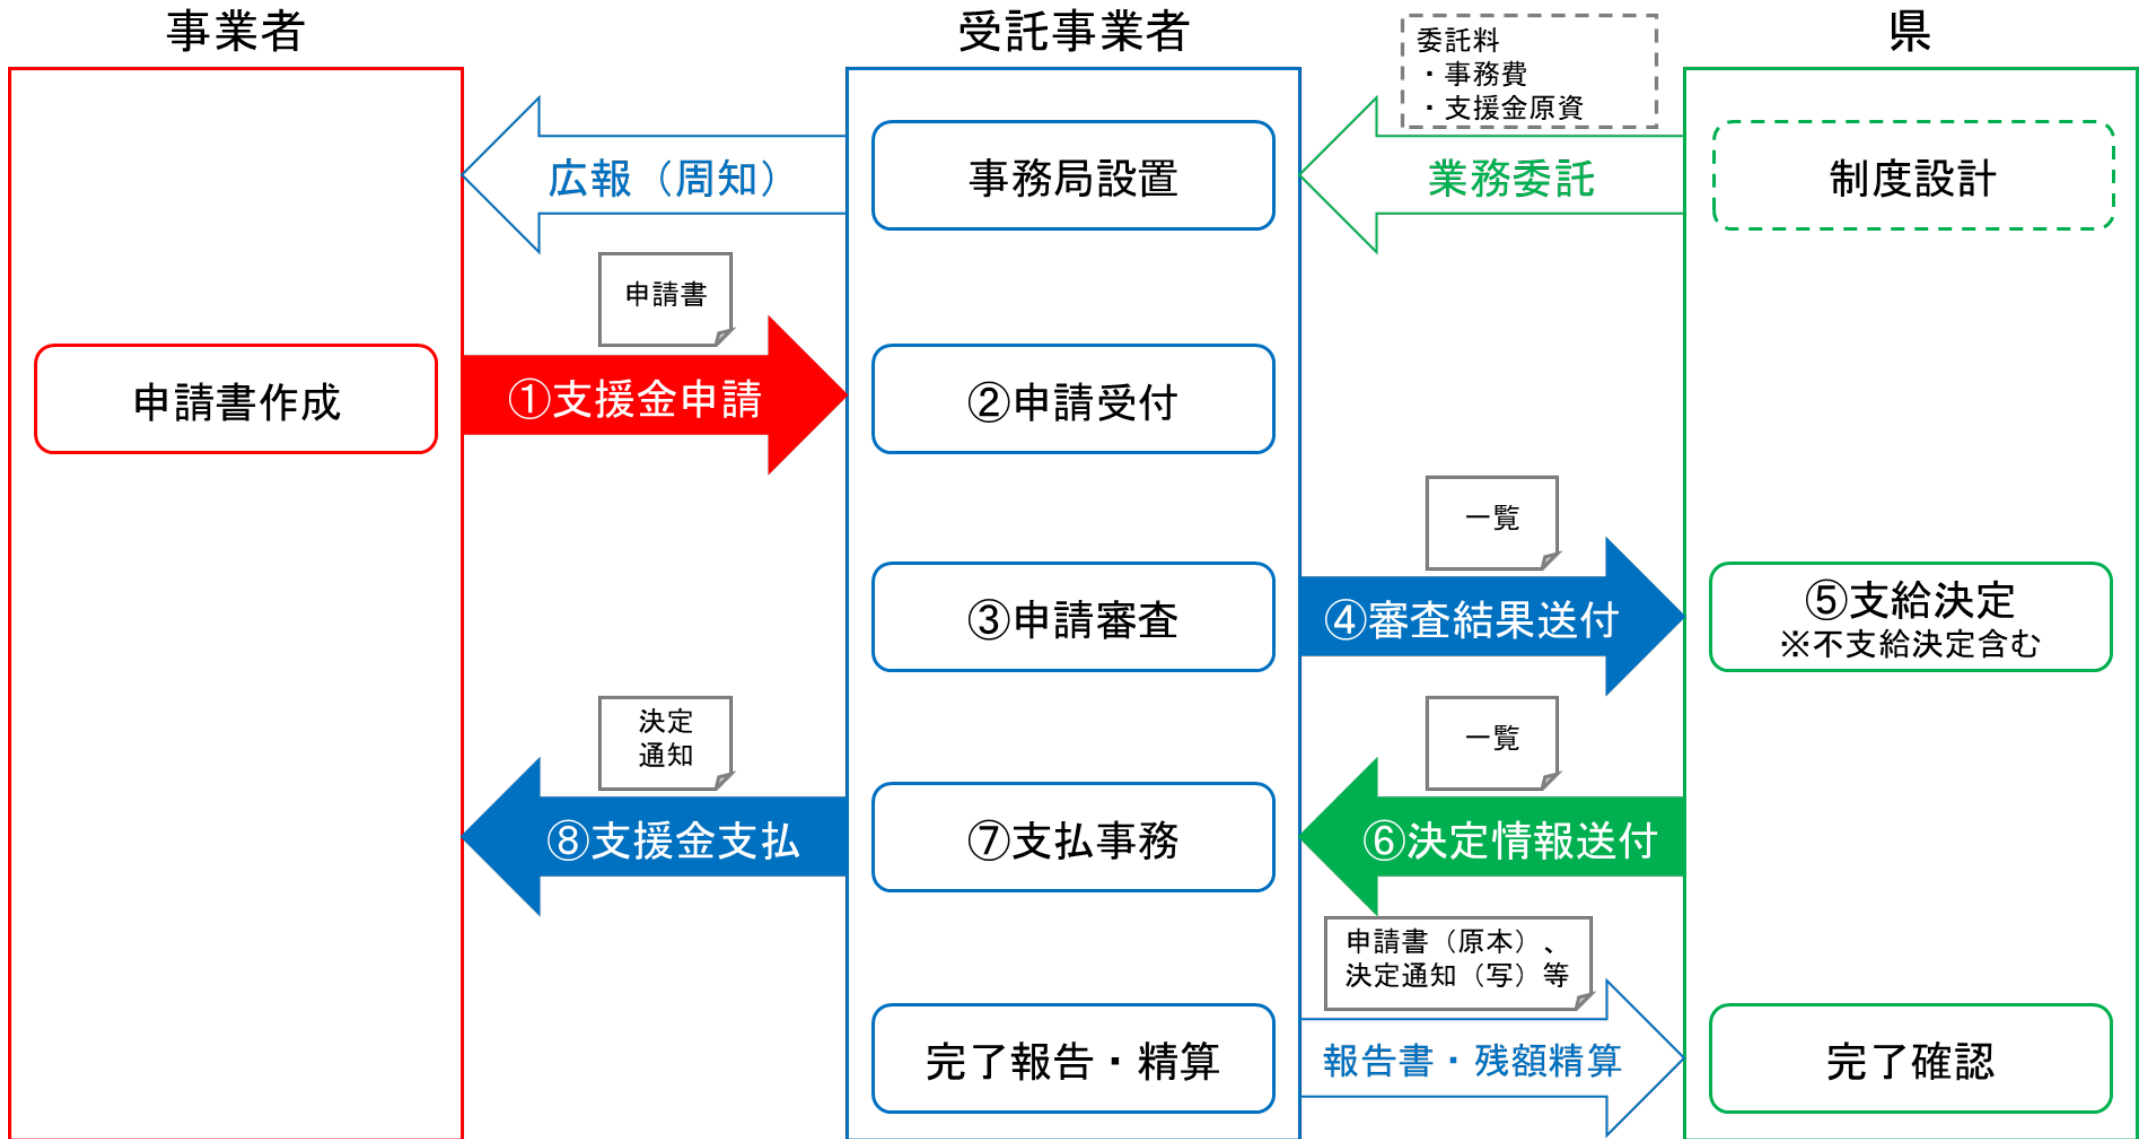 事業者
受託事業者
県
委託料
・事務費
・支援金原資
広報（周知）
事務局設置
業務委託
制度設計
申請書
申請書作成
①支援金申請
②申請受付
一覧
③申請審査
④審査結果送付
⑤支給決定
※不支給決定含む
決定
通知
一覧
⑧支援金支払
⑦支払事務
⑥決定情報送付
申請書（原本）、
決定通知（写）等
完了報告・精算
報告書・残額精算
完了確認